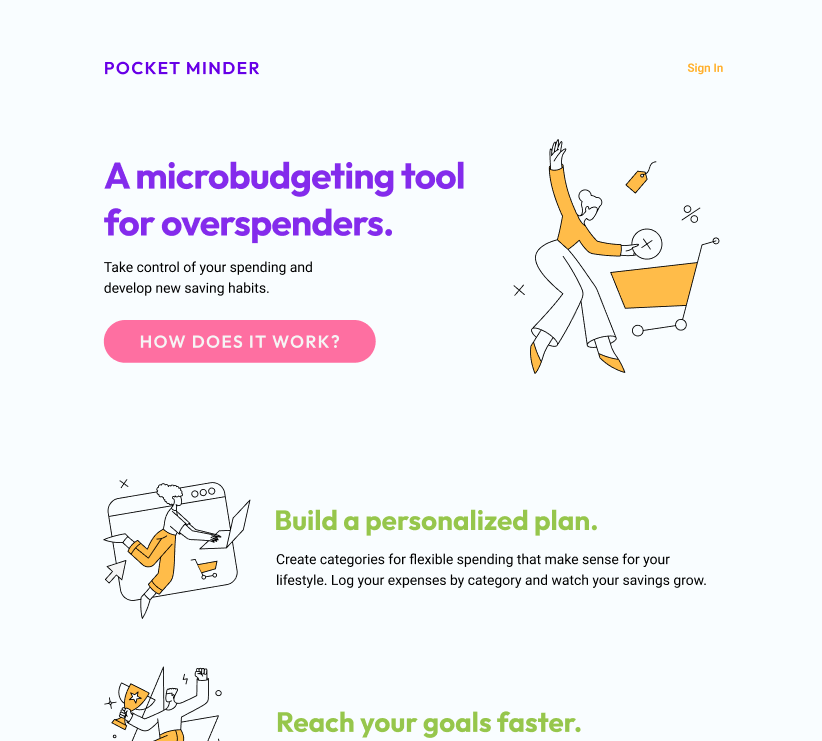 POCKET MINDER
Sign In
A microbudgeting tool
for overspenders.
Take control of your spending and
develop new saving habits.
HOW DOES IT WORK?
Build a personalized plan.
Create categories for flexible spending that make sense for your
lifestyle. Log your expenses by category and watch your savings grow.
Reach your goals faster.